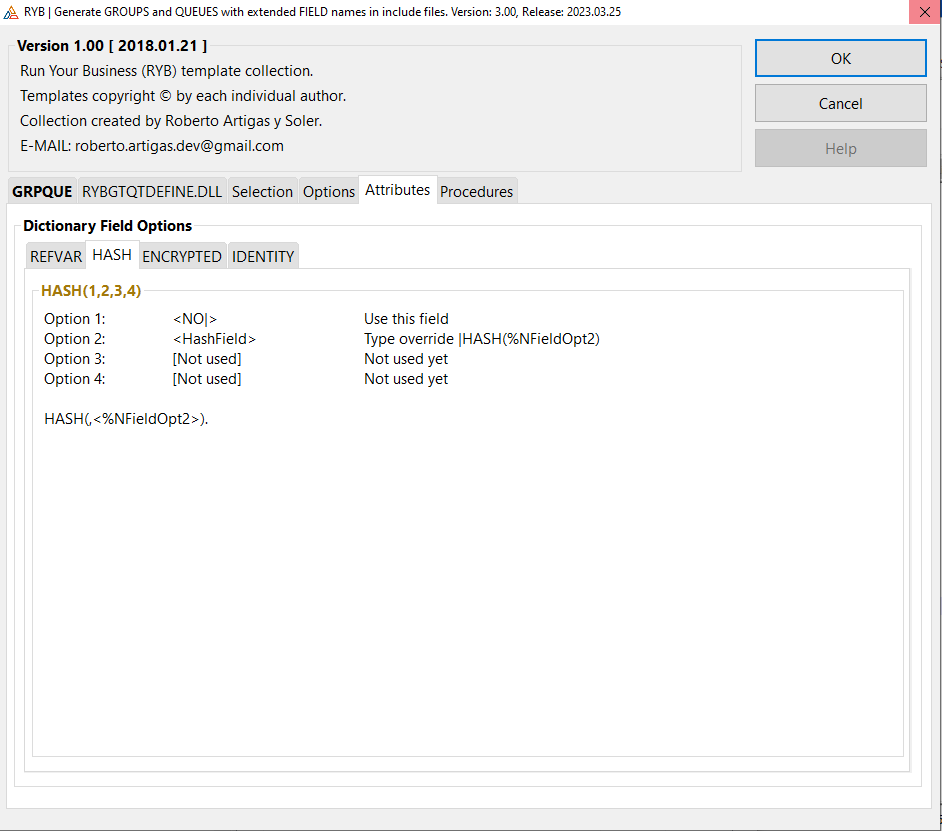 RYB | Generate GROUPS and QUEUES with extended FIELD names in include files. Version: 3.00, Release: 2023.03.25
Version 1.00 [ 2018.01.21 ]
Run Your Business (RYB) template collection.
Templates copyright © by each individual author.
Collection created by Roberto Artigas y Soler.
E-MAIL: roberto.artigas.dev@gmail.com
OK
Cancel
Help
GRPQUE RYBGTQTDEFINE.DLL Selection Options Attributes Procedures
Dictionary Field Options
REFVAR HASH ENCRYPTED IDENTITY
HASH(1,2,3,4)
Option 1: <NO|> Use this field
Option 2: <HashField> Type override |HASH(%NFieldOpt2)
Option 3: [Not used] Not used yet
Option 4: [Not used] Not used yet
HASH(,<%NFieldOpt2>).